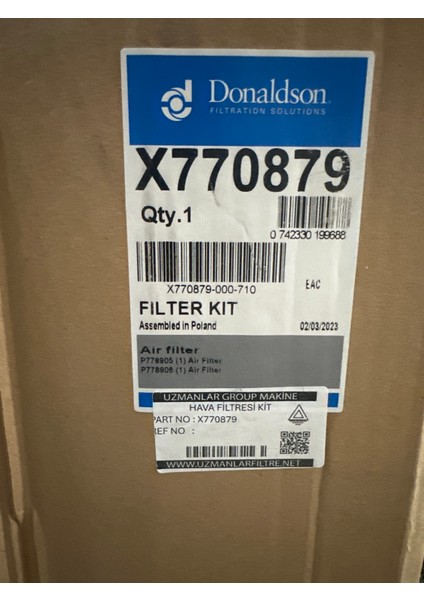 Donaldson
FILTRATION SOLUTIONS
X770879
Qty.1
0 742330 199688
X770879-000-710
EAC
FILTER KIT
Assembled in Poland
02/03/2023
Air filter
P778905 (1) Air Filter
P778906 (1) Air Filter
UZMANLAR GROUP MAKİNE
HAVA FİLTRESİ KİT
PART NO : X770879
REF NO :
WWW.UZMANLARFILTRE.NET